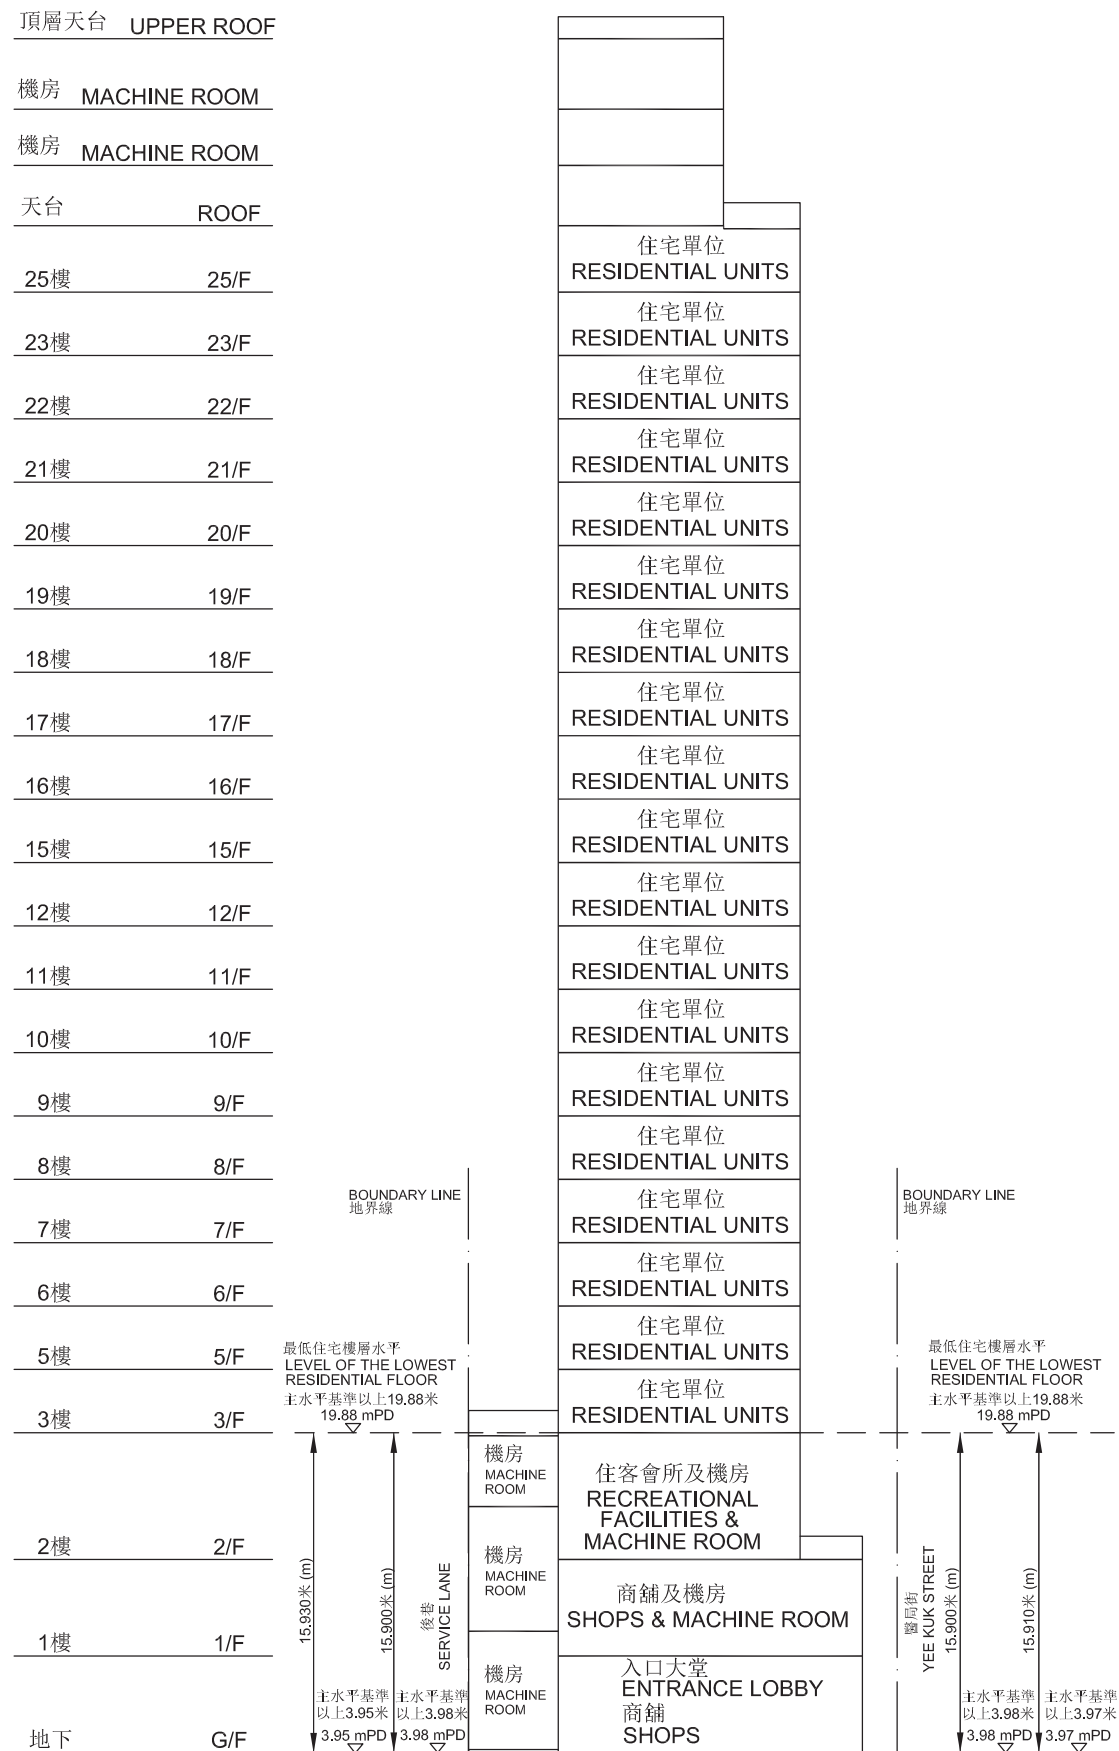 頂層天台 UPPER ROOF
機房 MACHINE ROOM
機房 MACHINE ROOM
天台 ROOF
住宅單位
25樓 25/F RESIDENTIAL UNITS
住宅單位
23樓 23/F RESIDENTIAL UNITS
住宅單位
22樓 22/F RESIDENTIAL UNITS
住宅單位
21樓 21/F RESIDENTIAL UNITS
住宅單位
20樓 20/F RESIDENTIAL UNITS
住宅單位
19樓 19/F RESIDENTIAL UNITS
住宅單位
18樓 18/F RESIDENTIAL UNITS
住宅單位
17樓 17/F RESIDENTIAL UNITS
住宅單位
16樓 16/F RESIDENTIAL UNITS
住宅單位
15樓 15/F RESIDENTIAL UNITS
住宅單位
12樓 12/F RESIDENTIAL UNITS
住宅單位
11樓 11/F RESIDENTIAL UNITS
住宅單位
10樓 10/F RESIDENTIAL UNITS
住宅單位
9樓 9/F RESIDENTIAL UNITS
住宅單位
8樓 8/F RESIDENTIAL UNITS
BOUNDARY LINE
地界線
BOUNDARY LINE
地界線
住宅單位
7樓 7/F RESIDENTIAL UNITS
住宅單位
6樓 6/F RESIDENTIAL UNITS
住宅單位
5樓 5/F RESIDENTIAL UNITS
最低住宅樓層水平
LEVEL OF THE LOWEST
RESIDENTIAL FLOOR
主水平基準以上19.88米
19.88 mPD
最低住宅樓層水平
LEVEL OF THE LOWEST
RESIDENTIAL FLOOR
主水平基準以上19.88米
19.88 mPD
住宅單位
3樓 3/F RESIDENTIAL UNITS
機房
MACHINE
ROOM
住客會所及機房
RECREATIONAL
FACILITIES &
MACHINE ROOM
2樓 2/F
機房
MACHINE
ROOM
商舖及機房
SHOPS & MACHINE ROOM
15.930米 (m)
15.900米 (m)
後巷
SERVICE LANE
醫局街
YEE KUK STREET
15.900米 (m)
15.910米 (m)
1樓 1/F
機房
MACHINE
ROOM
入口大堂
ENTRANCE LOBBY
商舖
SHOPS
主水平基準
以上3.95米
3.95 mPD
主水平基準
以上3.98米
3.98 mPD
主水平基準
以上3.98米
3.98 mPD
主水平基準
以上3.97米
3.97 mPD
地下 G/F